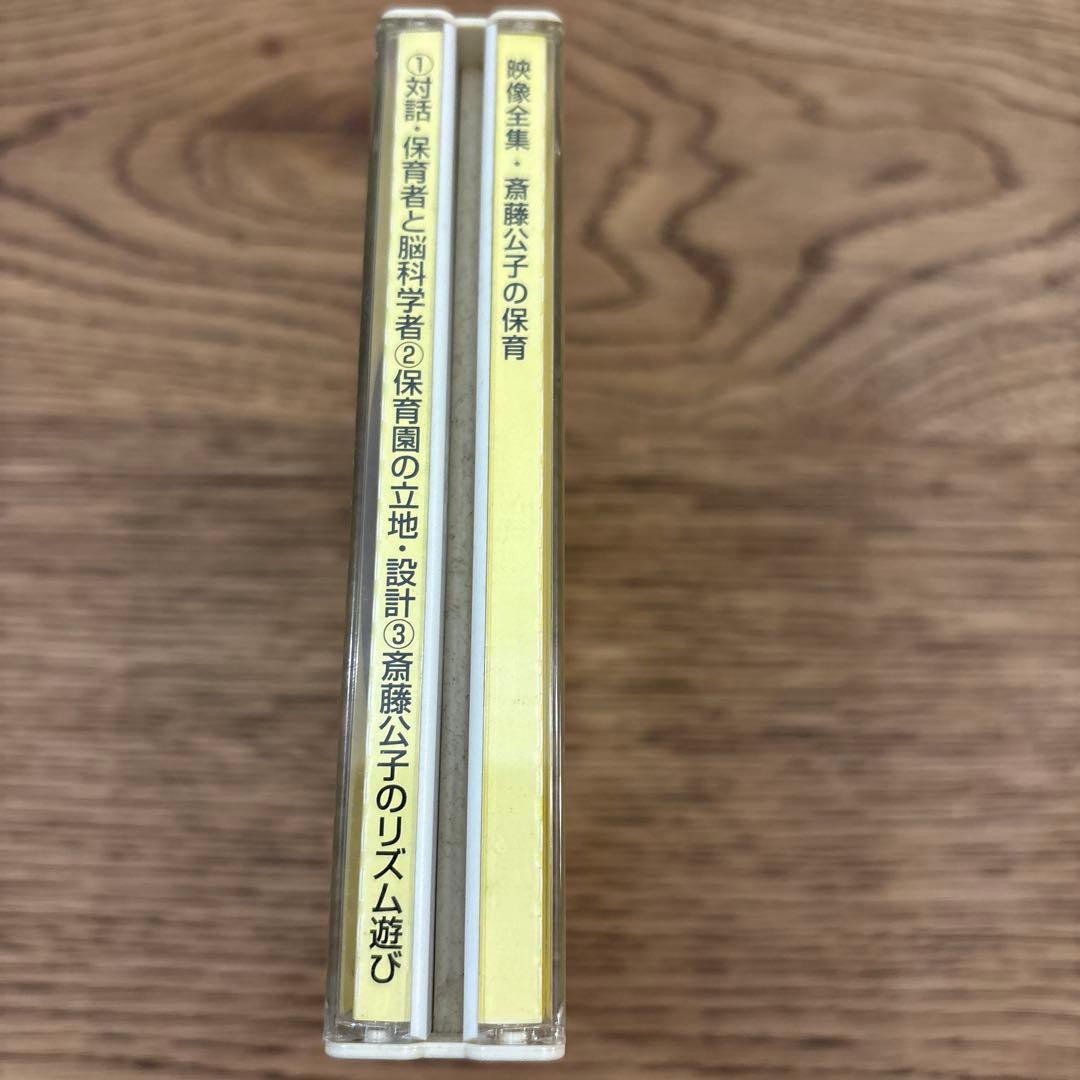 映像全集・斎藤公子の保育
①対話・保育者と脳科学者②保育園の立地・設計③斎藤公子のリズム遊び